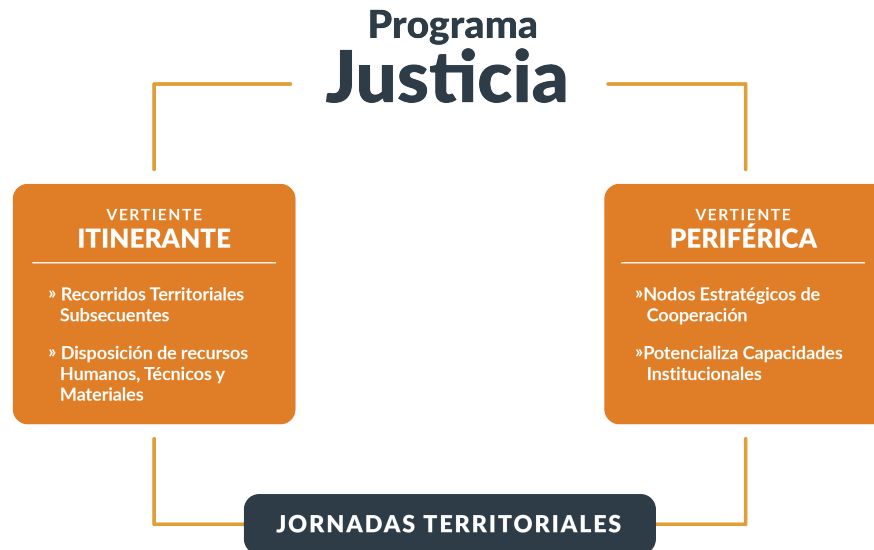 Programa
Justicia
VERTIENTE
ITINERANTE
» Recorridos Territoriales
Subsecuentes
» Disposición de recursos
Humanos, Técnicos y
Materiales
VERTIENTE
PERIFÉRICA
»Nodos Estratégicos de
Cooperación
»Potencializa Capacidades
Institucionales
JORNADAS TERRITORIALES